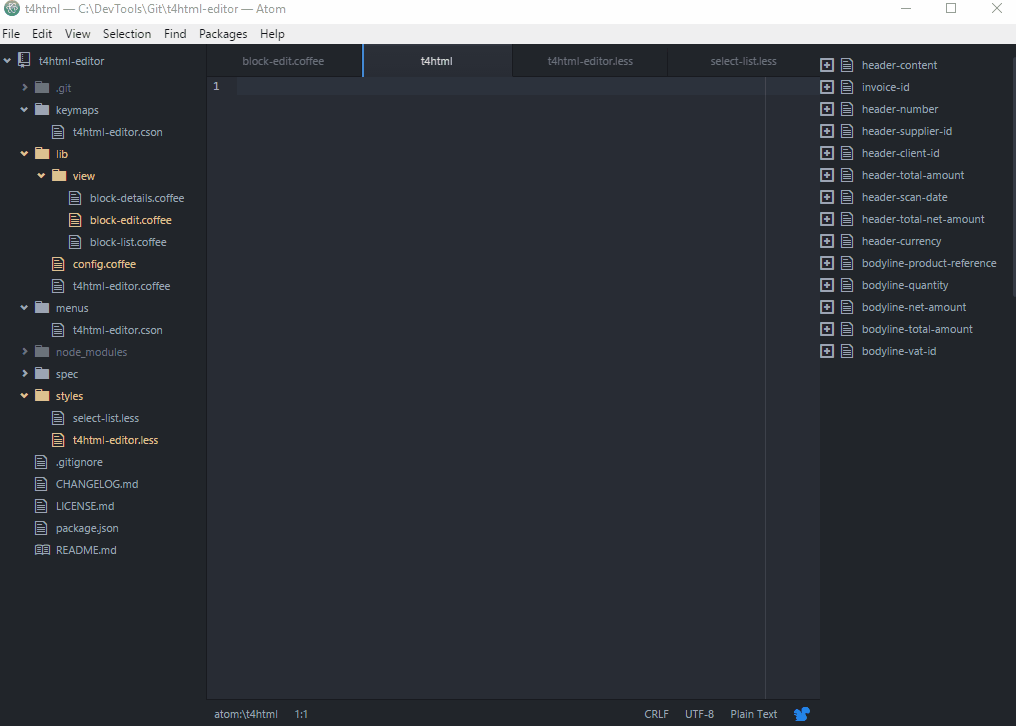 t4html — C:\DevTools\Git\t4html-editor — Atom
File Edit View Selection Find Packages Help
t4html-editor
.git
keymaps
t4html-editor.cson
lib
view
block-details.coffee
block-edit.coffee
block-list.coffee
config.coffee
t4html-editor.coffee
menus
t4html-editor.cson
node_modules
spec
styles
select-list.less
t4html-editor.less
.gitignore
CHANGELOG.md
LICENSE.md
package.json
README.md
block-edit.coffee t4html t4html-editor.less select-list.less
1
header-content
invoice-id
header-number
header-supplier-id
header-client-id
header-total-amount
header-scan-date
header-total-net-amount
header-currency
bodyline-product-reference
bodyline-quantity
bodyline-net-amount
bodyline-total-amount
bodyline-vat-id
atom:\t4html 1:1 CRLF UTF-8 Plain Text